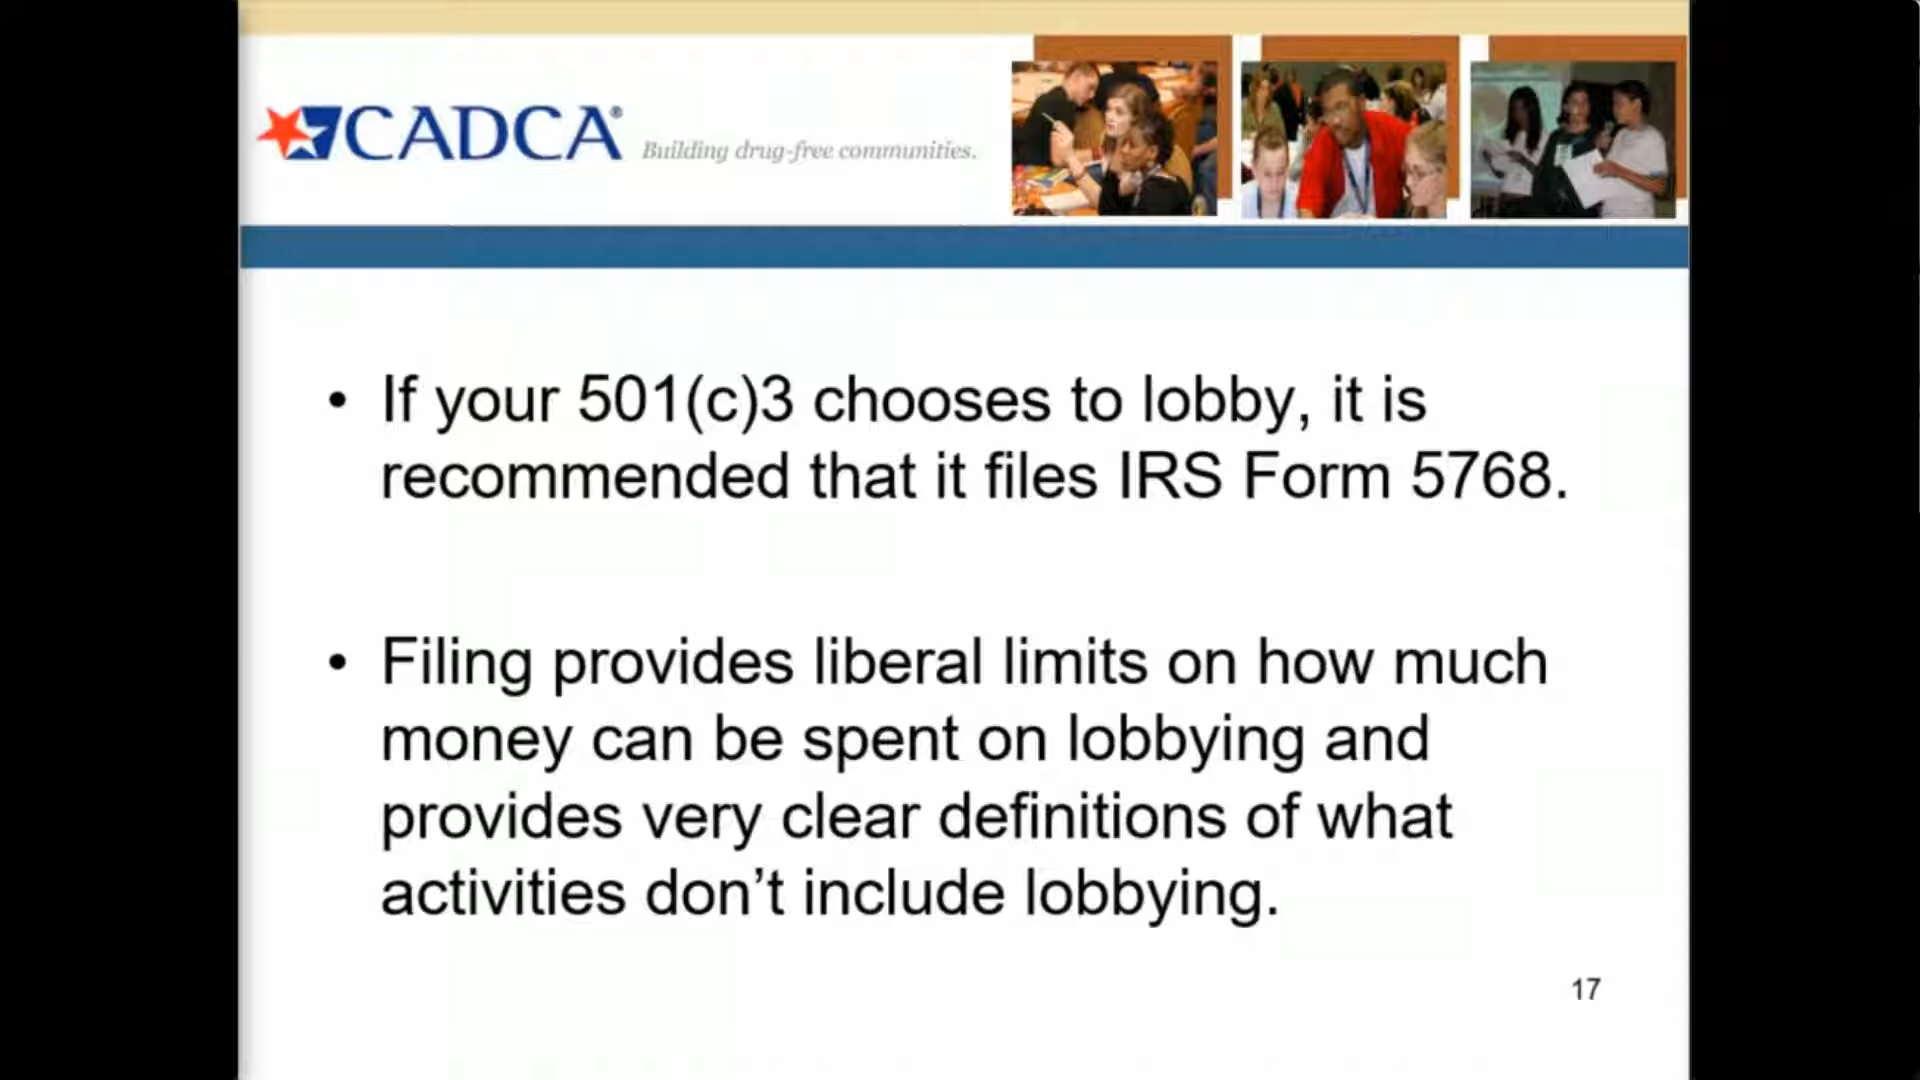 CADCA® Building drug-free communities.
• If your 501(c)3 chooses to lobby, it is
recommended that it files IRS Form 5768.
• Filing provides liberal limits on how much
money can be spent on lobbying and
provides very clear definitions of what
activities don’t include lobbying.
17